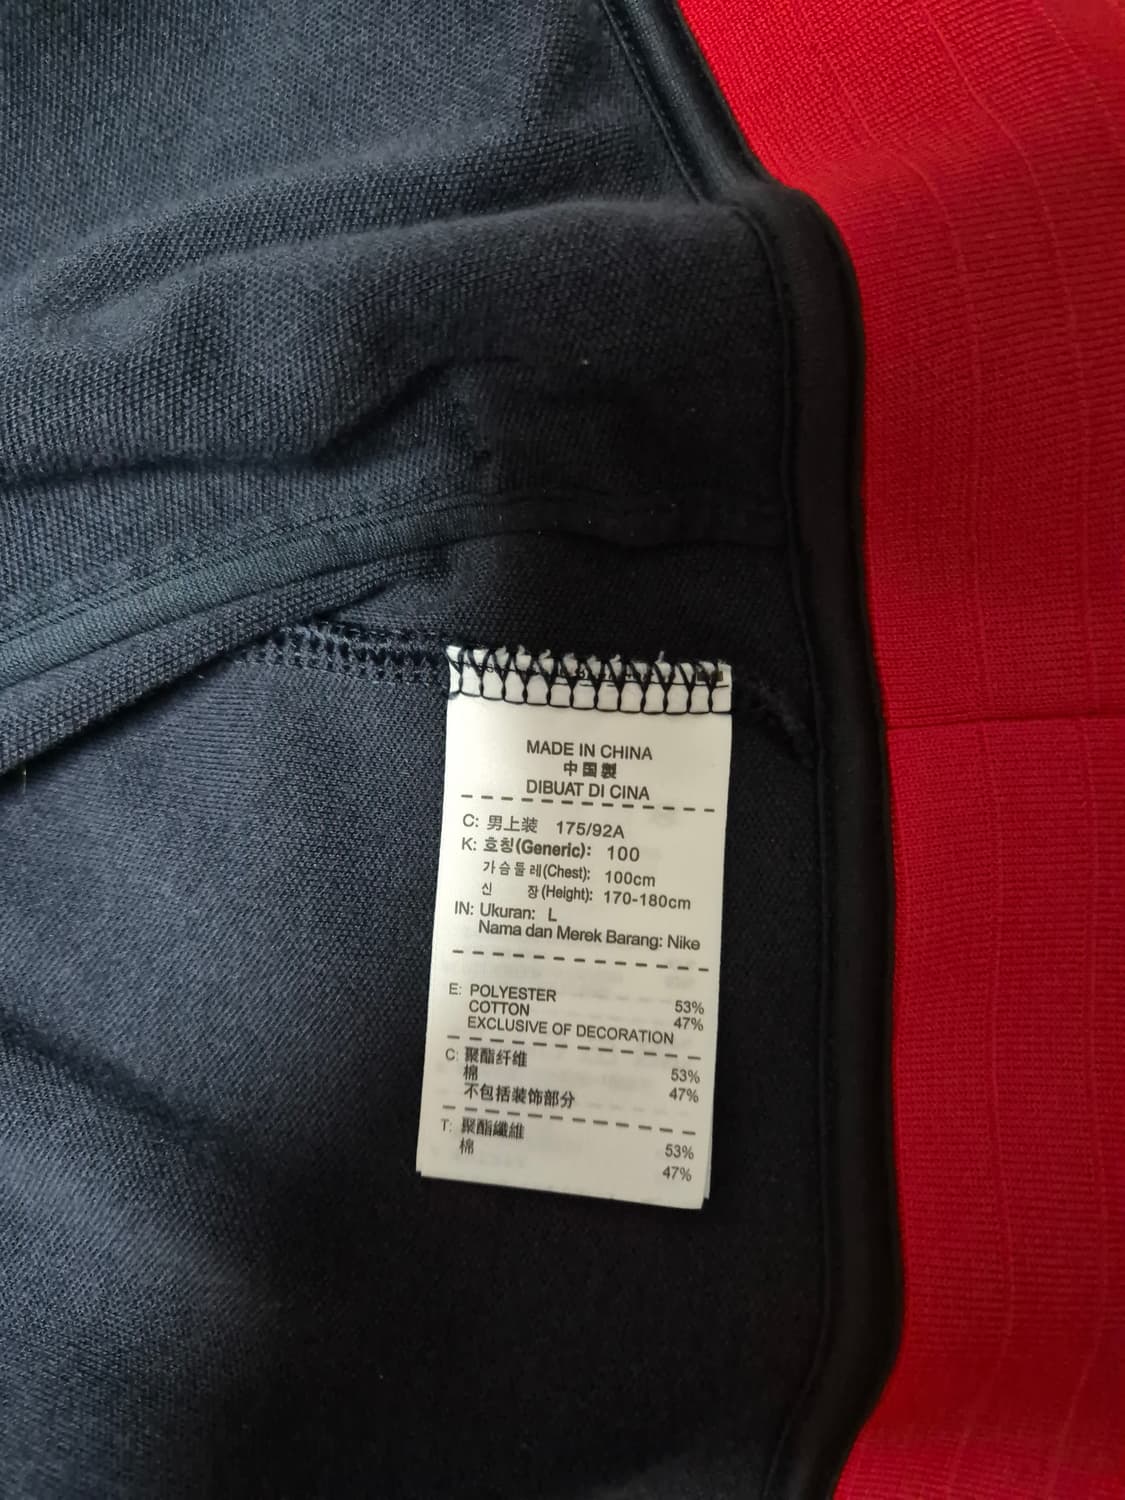 MADE IN CHINA
中国製
DIBUAT DI CINA
C: 男上装 175/92A
K: 호칭(Generic): 100
가슴둘레(Chest): 100cm
신 장(Height): 170-180cm
IN: Ukuran: L
Nama dan Merek Barang: Nike
E: POLYESTER 53%
COTTON 47%
EXCLUSIVE OF DECORATION
C: 聚酯纤维 53%
棉 47%
不包括装饰部分
T: 聚酯纖維 53%
棉 47%